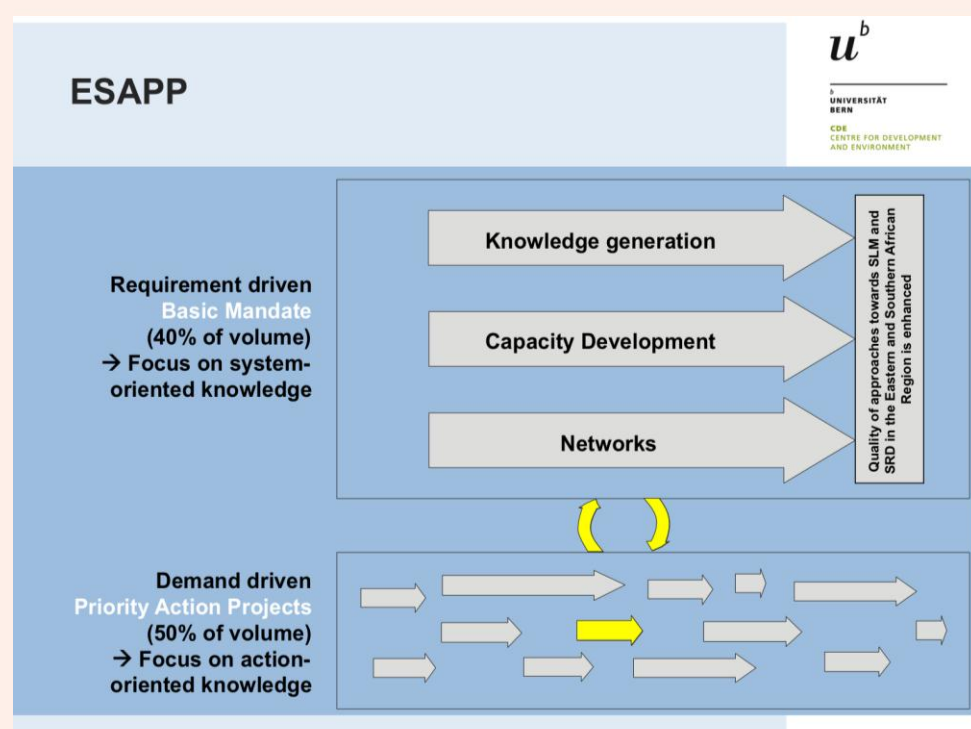 ESAPP
u
b
b
UNIVERSITÄT
BERN
CDE
CENTRE FOR DEVELOPMENT
AND ENVIRONMENT
Requirement driven
Basic Mandate
(40% of volume)
→ Focus on system-
oriented knowledge
Knowledge generation
Capacity Development
Networks
Quality of approaches towards SLM and
SRD in the Eastern and Southern African
Region is enhanced
Demand driven
Priority Action Projects
(50% of volume)
→ Focus on action-
oriented knowledge